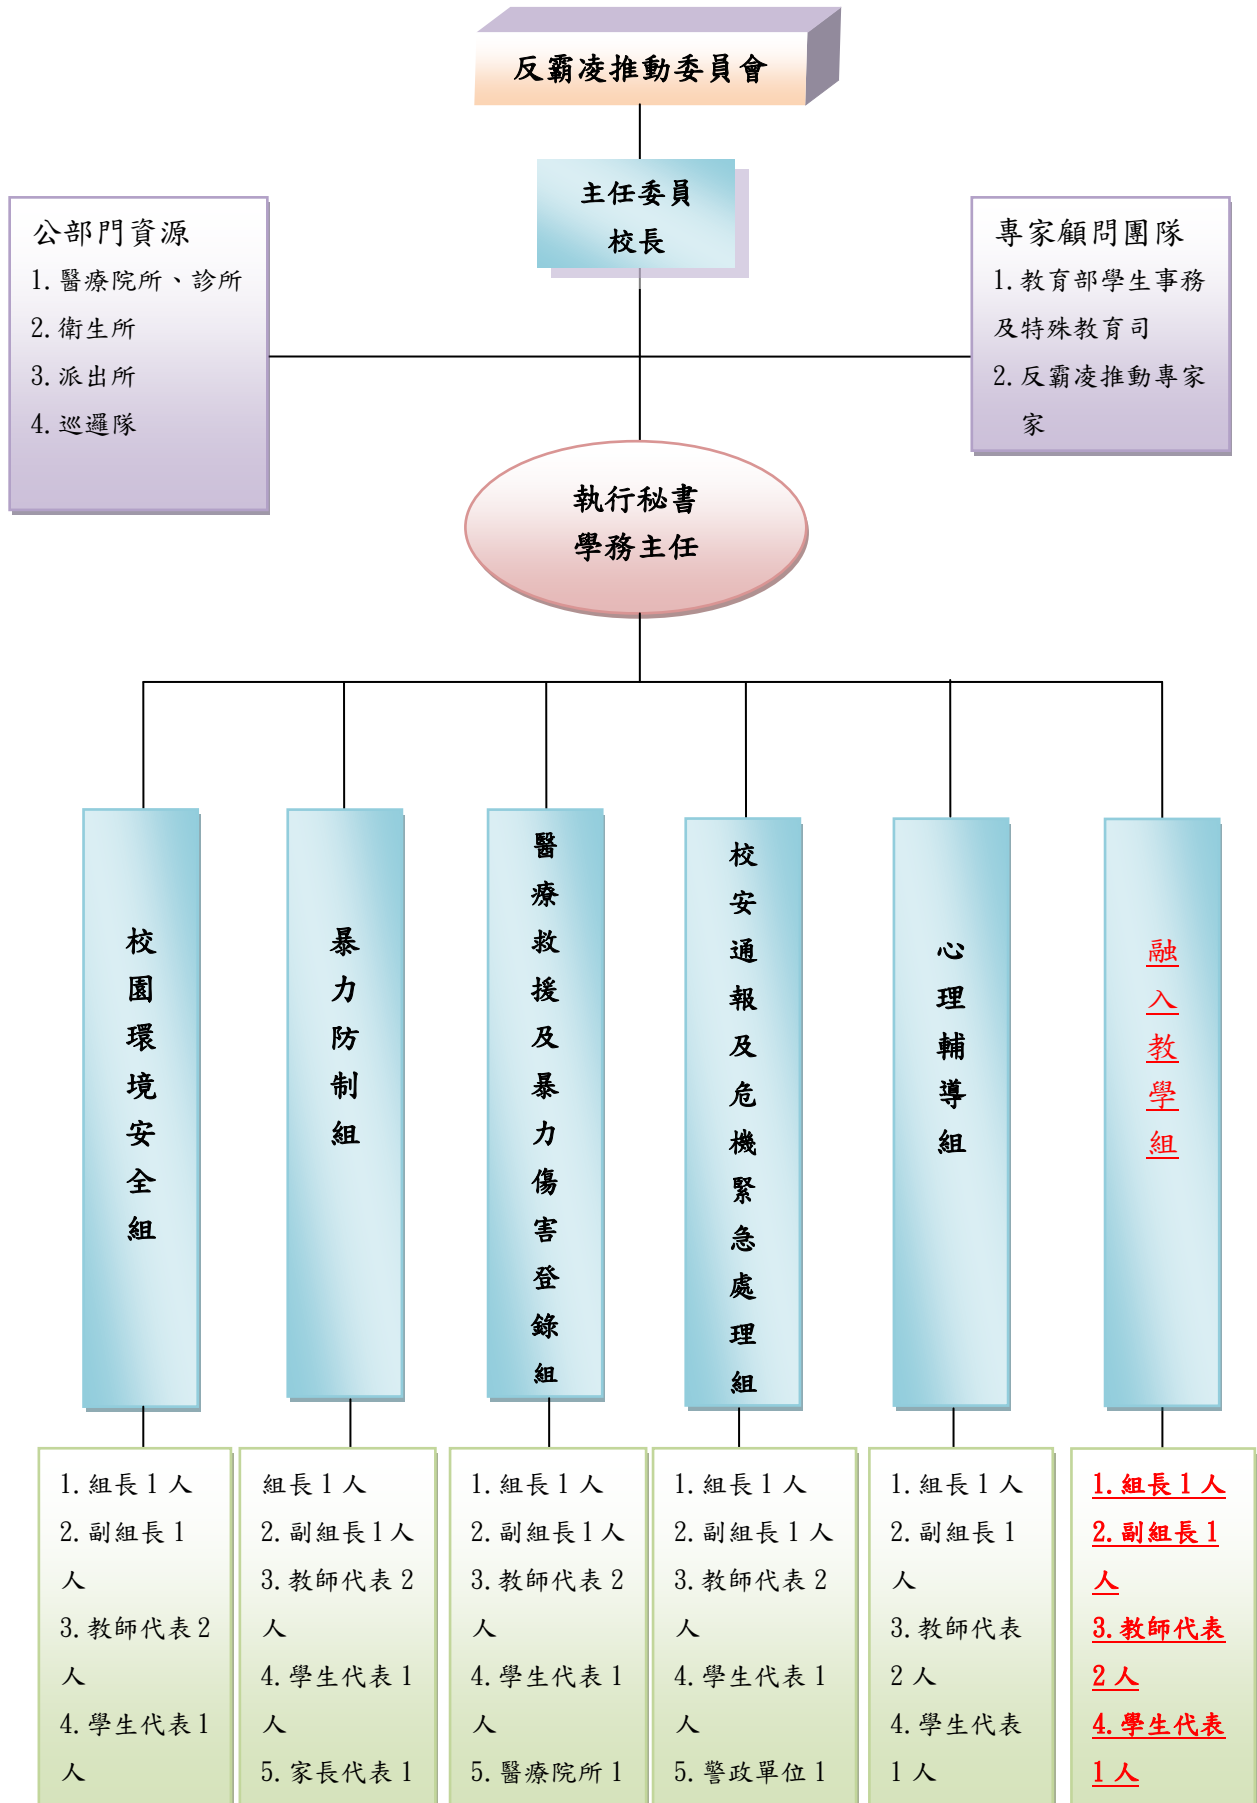 反霸凌推動委員會
主任委員
校長
公部門資源
1.醫療院所、診所
2.衛生所
3.派出所
4.巡邏隊
專家顧問團隊
1.教育部學生事務
及特殊教育司
2.反霸凌推動專家
家
執行秘書
學務主任
校園環境安全組
暴力防制組
醫療救援及暴力傷害登錄組
校安通報及危機緊急處理組
心理輔導組
融入教學組
1.組長1人
2.副組長1
人
3.教師代表2
人
4.學生代表1
人
組長1人
2.副組長1人
3.教師代表2
人
4.學生代表1
人
5.家長代表1
1.組長1人
2.副組長1人
3.教師代表2
人
4.學生代表1
人
5.醫療院所1
1.組長1人
2.副組長1人
3.教師代表2
人
4.學生代表1
人
5.警政單位1
1.組長1人
2.副組長1
人
3.教師代表
2人
4.學生代表
1人
1.組長1人
2.副組長1
人
3.教師代表
2人
4.學生代表
1人